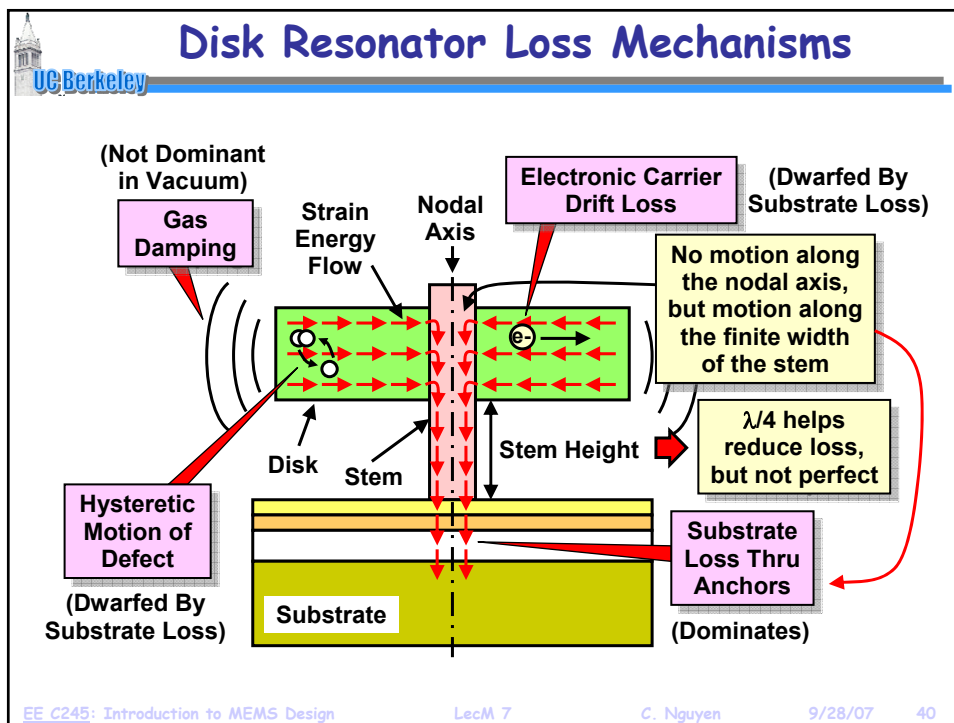 Disk Resonator Loss Mechanisms
UC Berkeley
(Not Dominant
in Vacuum)
Gas
Damping
Strain
Energy
Flow
Nodal
Axis
Electronic Carrier
Drift Loss
(Dwarfed By
Substrate Loss)
No motion along
the nodal axis,
but motion along
the finite width
of the stem
e-
Disk
Stem
Stem Height
λ/4 helps
reduce loss,
but not perfect
Hysteretic
Motion of
Defect
(Dwarfed By
Substrate Loss)
Substrate
Substrate
Loss Thru
Anchors
(Dominates)
EE C245: Introduction to MEMS Design LecM 7 C. Nguyen 9/28/07 40